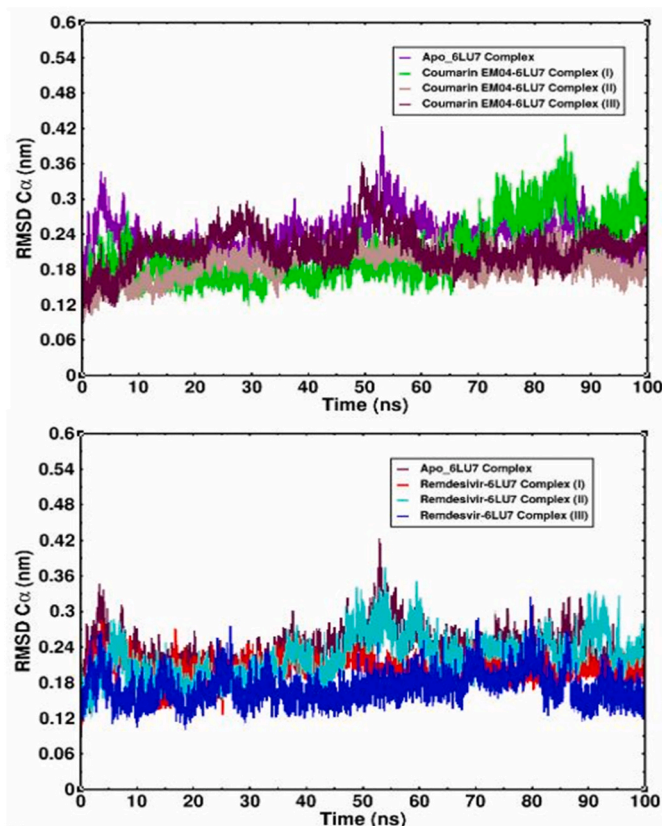 0.6
0.54
0.48
0.42
0.36
0.3
0.24
0.18
0.12
0.06
0
RMSD Cα (nm)
Apo_6LU7 Complex
Coumarin EM04-6LU7 Complex (I)
Coumarin EM04-6LU7 Complex (II)
Coumarin EM04-6LU7 Complex (III)
0 10 20 30 40 50 60 70 80 90 100
Time (ns)
0.6
0.54
0.48
0.42
0.36
0.3
0.24
0.18
0.12
0.06
0
RMSD Cα (nm)
Apo_6LU7 Complex
Remdesivir-6LU7 Complex (I)
Remdesivir-6LU7 Complex (II)
Remdesvir-6LU7 Complex (III)
0 10 20 30 40 50 60 70 80 90 100
Time (ns)